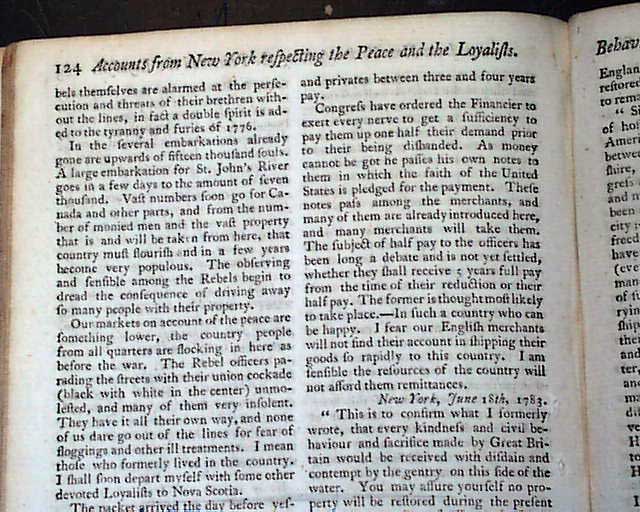 124 Accounts from New York reſpecting the Peace and the Loyaliſts.
bels themſelves are alarmed at the perſe-
cution and threats of their brethren with-
out the lines, in fact a double ſpirit is ad-
ed to the tyranny and furies of 1776.
In the ſeveral embarkations already
gone are upwards of fifteen thouſand ſouls.
A large embarkation for St. John's River
goes in a few days to the amount of ſeven
thouſand. Vaſt numbers ſoon go for Ca-
nada and other parts, and from the num-
ber of monied men and the vaſt property
that is and will be taken from here, that
country muſt flouriſh and in a few years
become very populous. The obſerving
and ſenſible among the Rebels begin to
dread the conſequence of driving away
ſo many people with their property.
Our markets on account of the peace are
ſomething lower, the country people
from all quarters are flocking in here as
before the war. The Rebel officers pa-
rading the ſtreets with their union cockade
(black with white in the center) unmo-
leſted, and many of them very inſolent.
They have it all their own way, and none
of us dare go out of the lines for fear of
floggings and other ill treatments. I mean
thoſe who formerly lived in the country.
I ſhall ſoon depart myſelf with ſome other
devoted Loyaliſts to Nova Scotia.
The packet arrived the day before yeſ-
and privates between three and four years
pay.
Congreſs have ordered the Financier to
exert every nerve to get a ſufficiency to
pay them up one half their demand prior
to their being diſbanded. As money
cannot be got he paſſes his own notes to
them in which the faith of the United
States is pledged for the payment. Theſe
notes paſs among the merchants, and
many of them are already introduced here,
and many merchants will take them.
The ſubject of half pay to the officers has
been long a debate and is not yet ſettled,
whether they ſhall receive 5 years full pay
from the time of their reduction or their
half pay. The former is thought moſt likely
to take place.—In ſuch a country who can
be happy. I fear our Engliſh merchants
will not find their account in ſhipping their
goods ſo rapidly to this country. I am
ſenſible the reſources of the country will
not afford them remittances.
New York, June 18th, 1783.
“ This is to confirm what I formerly
wrote, that every kindneſs and civil be-
haviour and ſacrifice made by Great Bri-
tain would be received with diſdain and
contempt by the gentry on this ſide of the
water. You may aſſure yourſelf no pro-
perty will be reſtored during the preſent